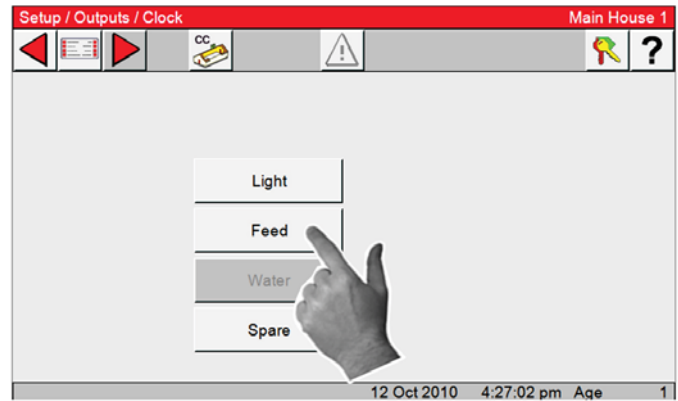 Setup / Outputs / Clock Main House 1
CC ?
Light
Feed
Water
Spare
12 Oct 2010 4:27:02 pm Age 1